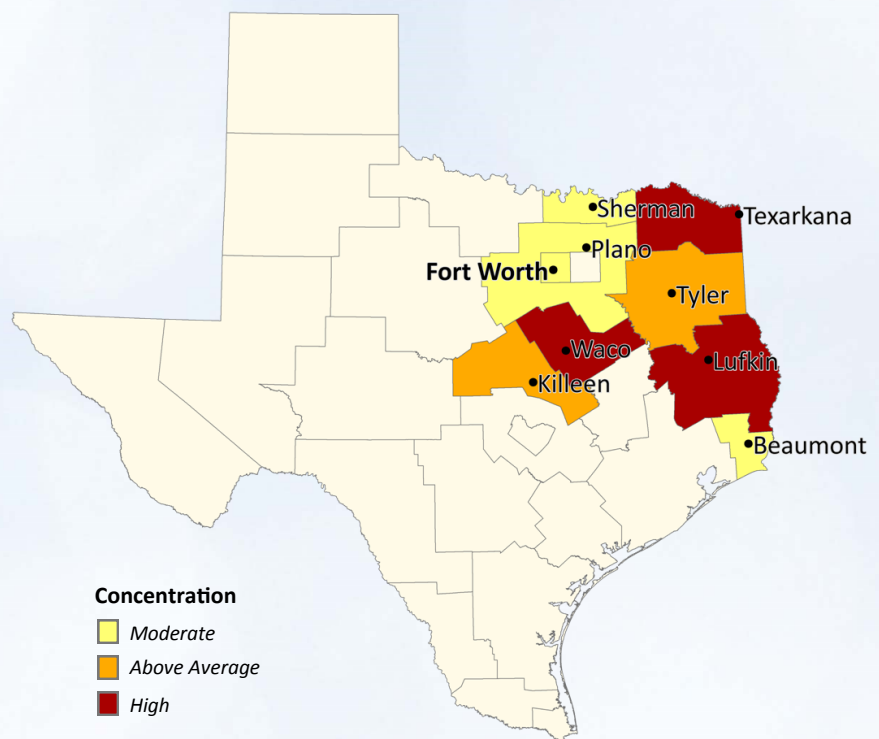 Sherman
Texarkana
Plano
Fort Worth
Tyler
Waco
Lufkin
Killeen
Beaumont
Concentration
Moderate
Above Average
High